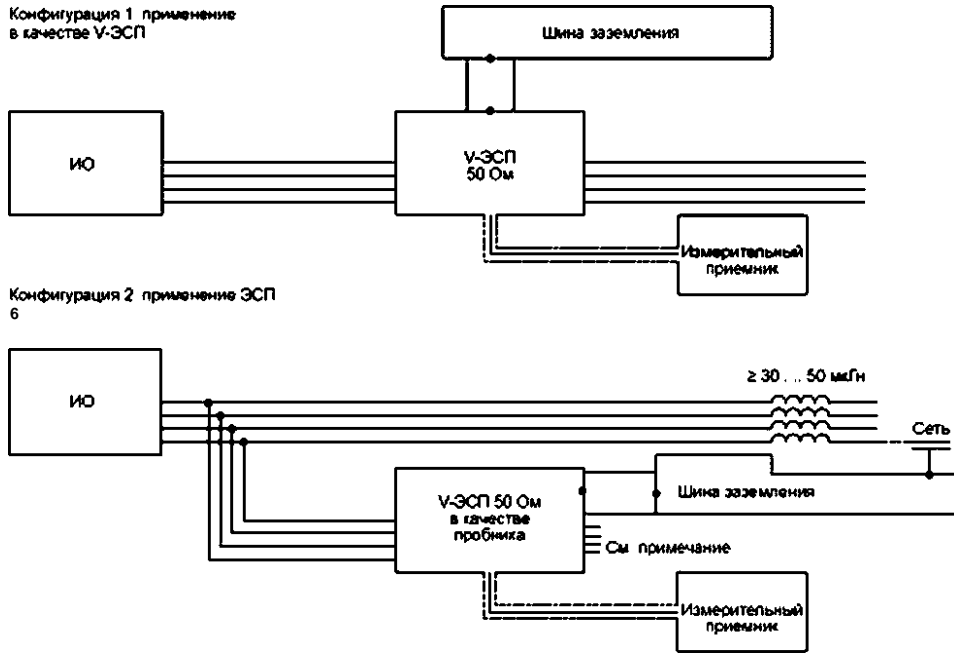 Конфигурация 1 применение
в качестве V-ЭСП
Шина заземления
ИО
V-ЭСП
50 Ом
Измерительный
приемник
Конфигурация 2 применение ЭСП
6
ИО
≥ 30 . .. 50 мкГн
Сеть
V-ЭСП 50 Ом
в качестве
пробника
Шина заземления
См примечание
Измерительный
приемник